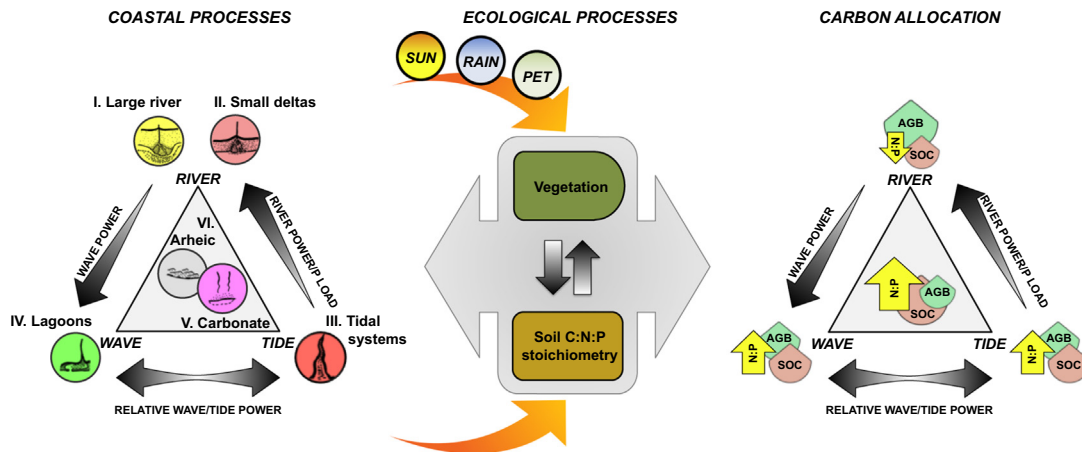 COASTAL PROCESSES
ECOLOGICAL PROCESSES
CARBON ALLOCATION
SUN
RAIN
PET
I. Large river
II. Small deltas
RIVER
WAVE POWER
RIVER POWER/P LOAD
VI.
Arheic
V. Carbonate
IV. Lagoons
III. Tidal
systems
WAVE
TIDE
RELATIVE WAVE/TIDE POWER
Vegetation
Soil C:N:P
stoichiometry
AGB
N:P
SOC
RIVER
WAVE POWER
RIVER POWER/P LOAD
N:P
AGB
SOC
AGB
N:P
SOC
WAVE
TIDE
AGB
N:P
SOC
RELATIVE WAVE/TIDE POWER